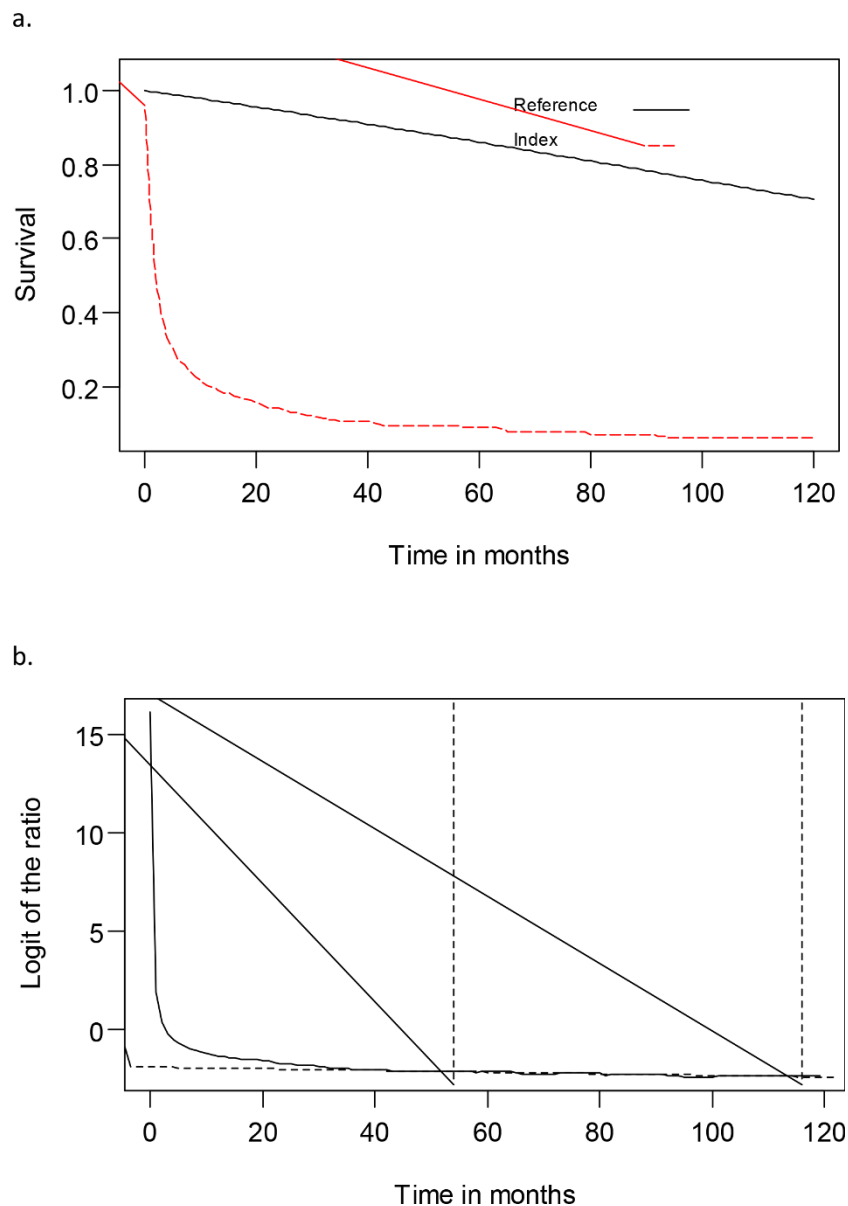 a.
1.0
0.8
0.6
0.4
0.2
Survival
Reference
Index
0 20 40 60 80 100 120
Time in months
b.
15
10
5
0
Logit of the ratio
0 20 40 60 80 100 120
Time in months